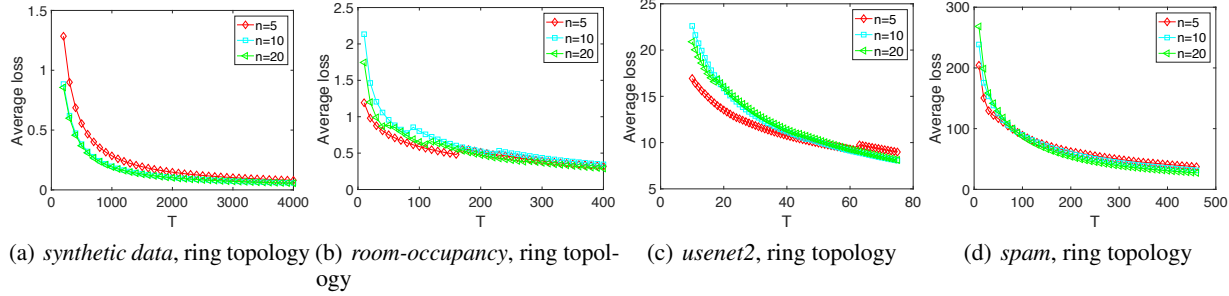 1.5
1
0.5
0
0 1000 2000 3000 4000
T
Average loss
n=5
n=10
n=20
2.5
2
1.5
1
0.5
0
0 100 200 300 400
T
Average loss
n=5
n=10
n=20
25
20
15
10
5
0 20 40 60 80
T
Average loss
n=5
n=10
n=20
300
200
100
0
0 100 200 300 400 500
T
Average loss
n=5
n=10
n=20
(a) synthetic data, ring topology
(b) room-occupancy, ring topol-
ogy
(c) usenet2, ring topology
(d) spam, ring topology